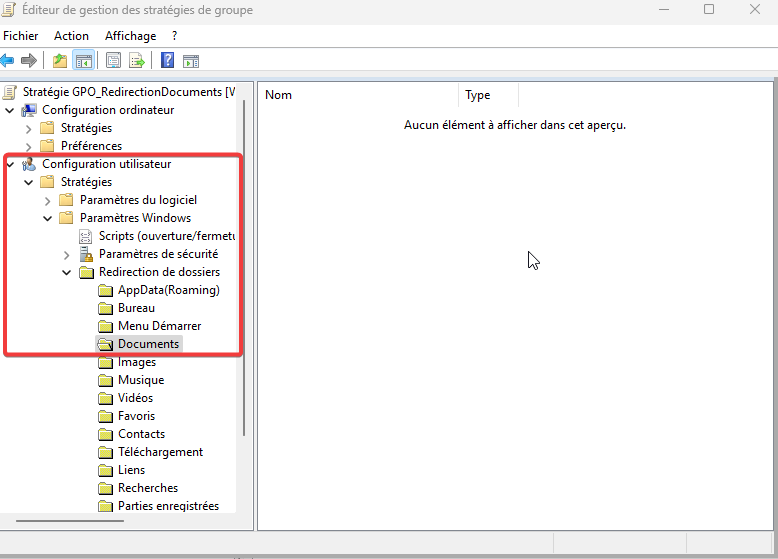 Éditeur de gestion des stratégies de groupe
Fichier Action Affichage ?
Stratégie GPO_RedirectionDocuments [W
Nom Type
Configuration ordinateur
Aucun élément à afficher dans cet aperçu.
Stratégies
Préférences
Configuration utilisateur
Stratégies
Paramètres du logiciel
Paramètres Windows
Scripts (ouverture/fermetu
Paramètres de sécurité
Redirection de dossiers
AppData(Roaming)
Bureau
Menu Démarrer
Documents
Images
Musique
Vidéos
Favoris
Contacts
Téléchargement
Liens
Recherches
Parties enregistrées